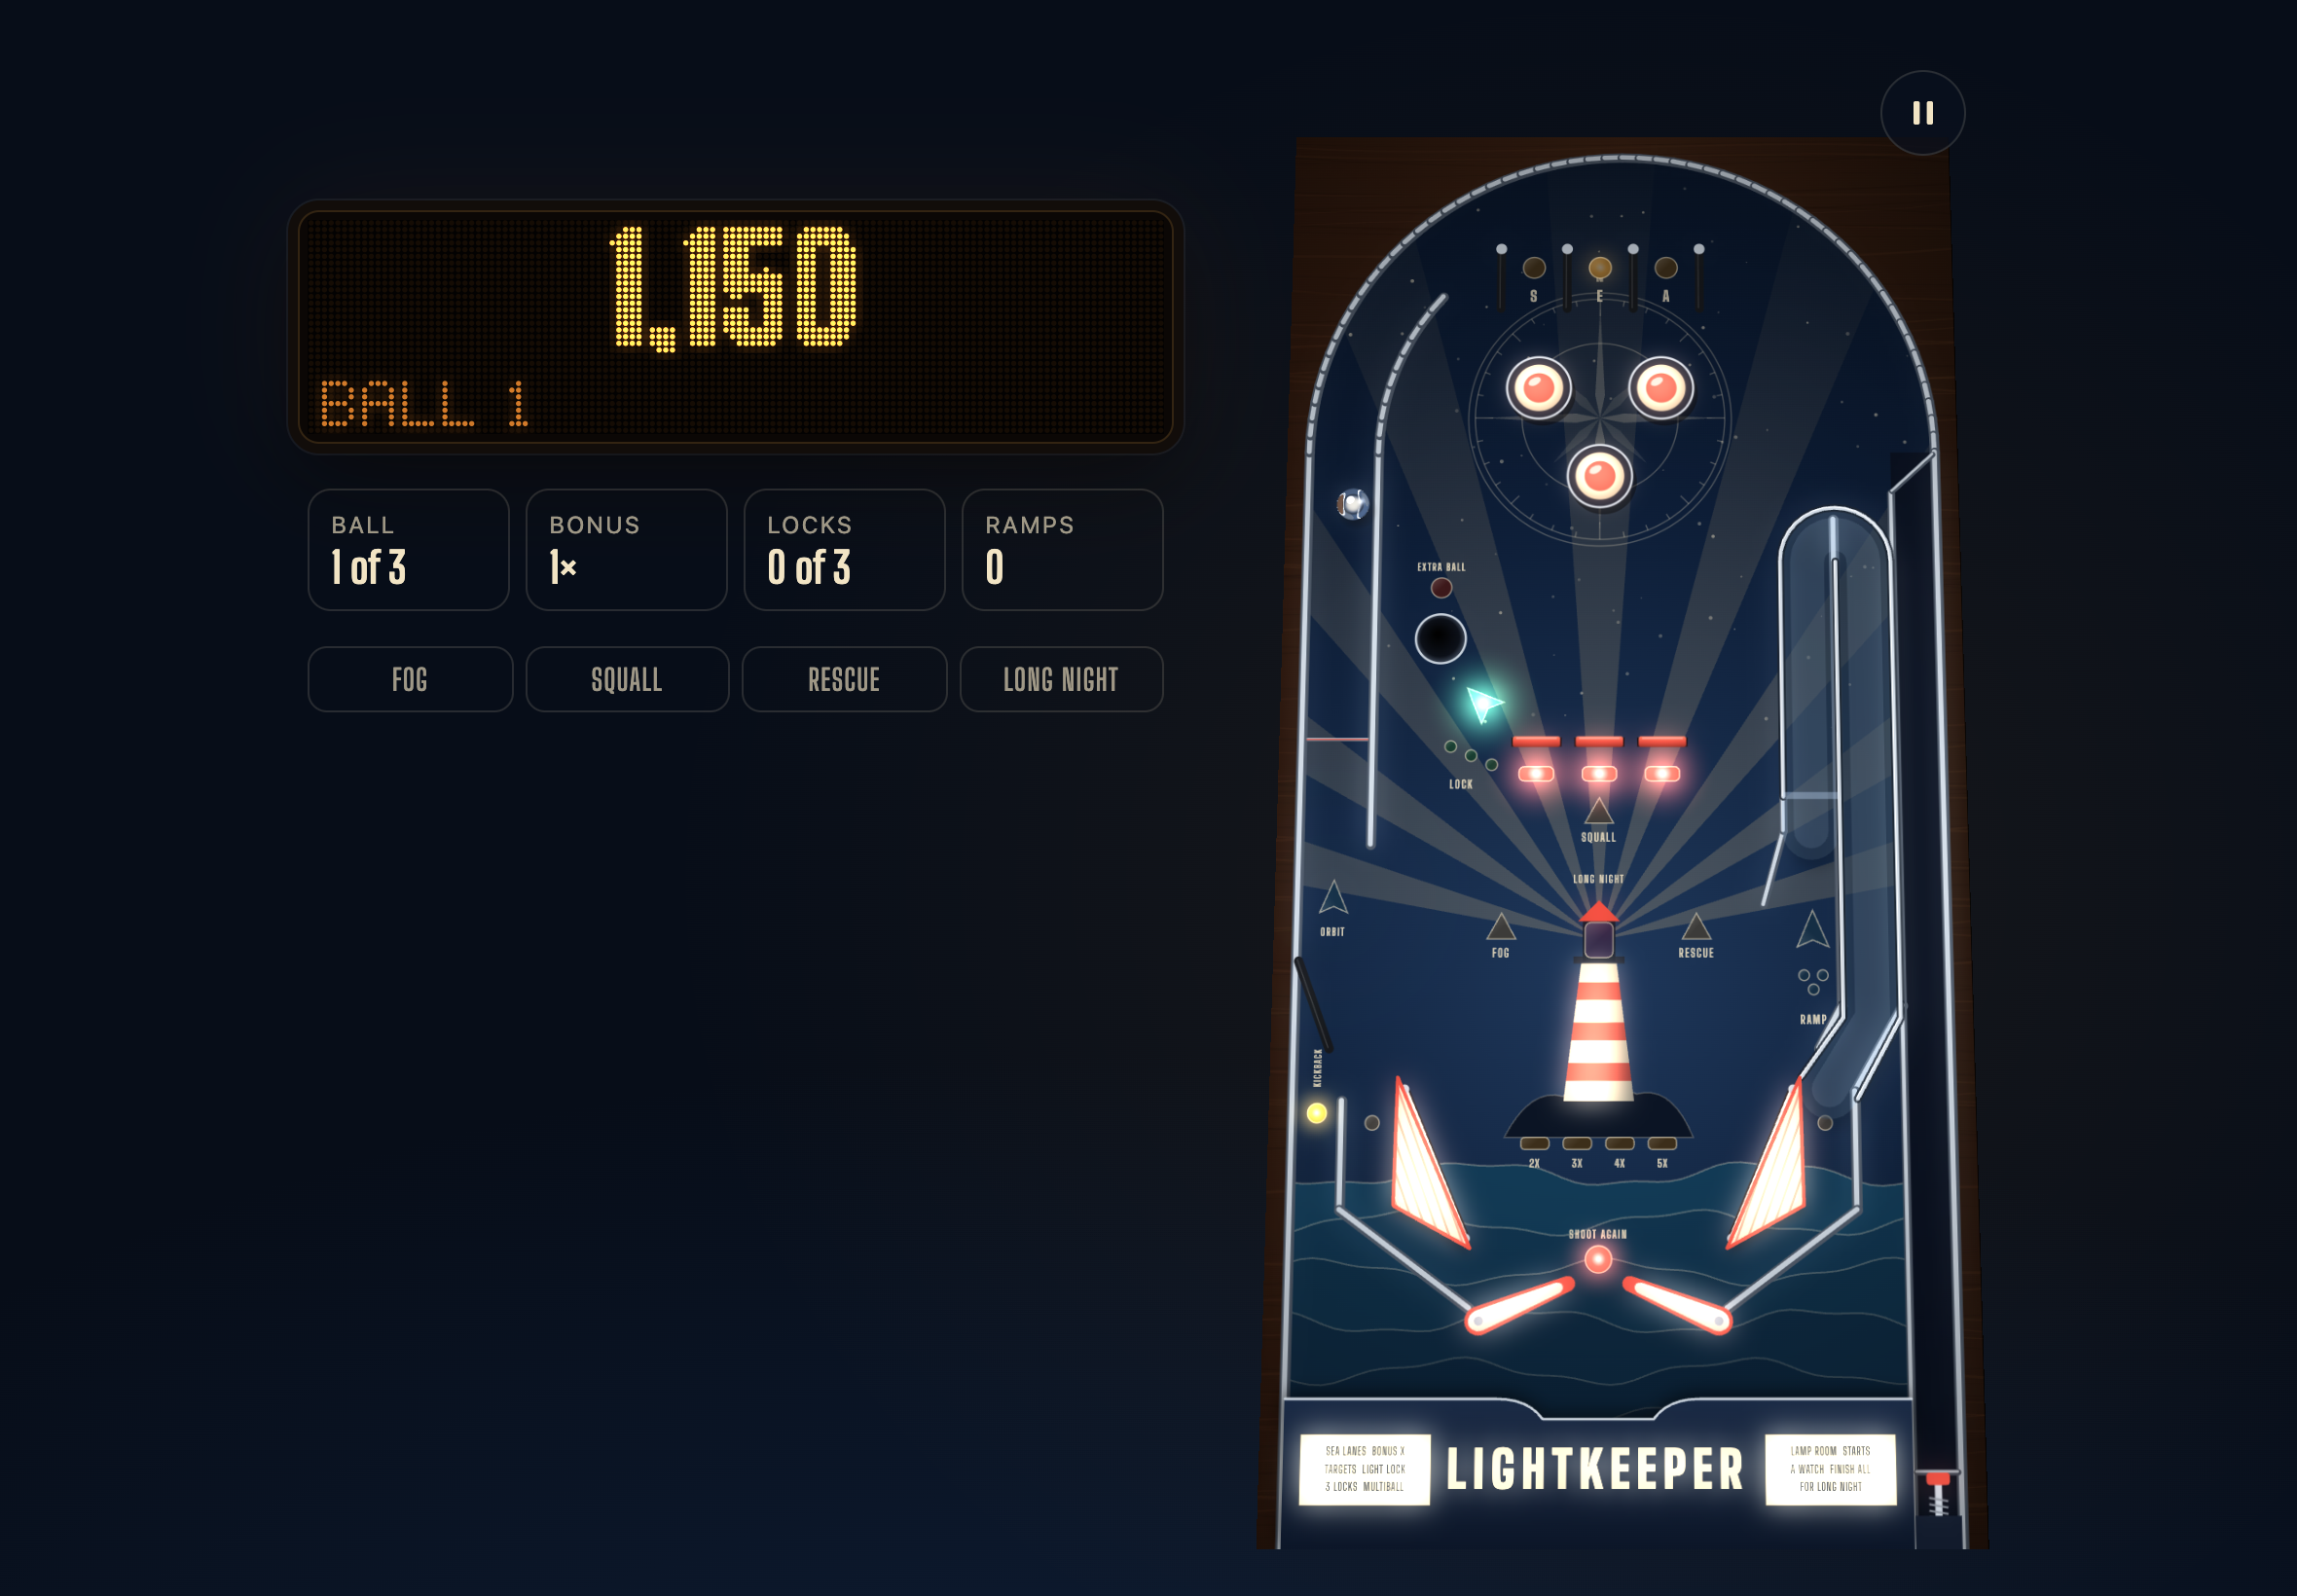 1,150
BALL 1
BALL
1 of 3
BONUS
1×
LOCKS
0 of 3
RAMPS
0
FOG
SQUALL
RESCUE
LONG NIGHT
S E A
EXTRA BALL
LOCK
SQUALL
LONG NIGHT
ORBIT
FOG
RESCUE
RAMP
KICKBACK
2X 3X 4X 5X
SHOOT AGAIN
SEA LANES BONUS X
TARGETS LIGHT LOCK
3 LOCKS MULTIBALL
LIGHTKEEPER
LAMP ROOM STARTS
A WATCH FINISH ALL
FOR LONG NIGHT